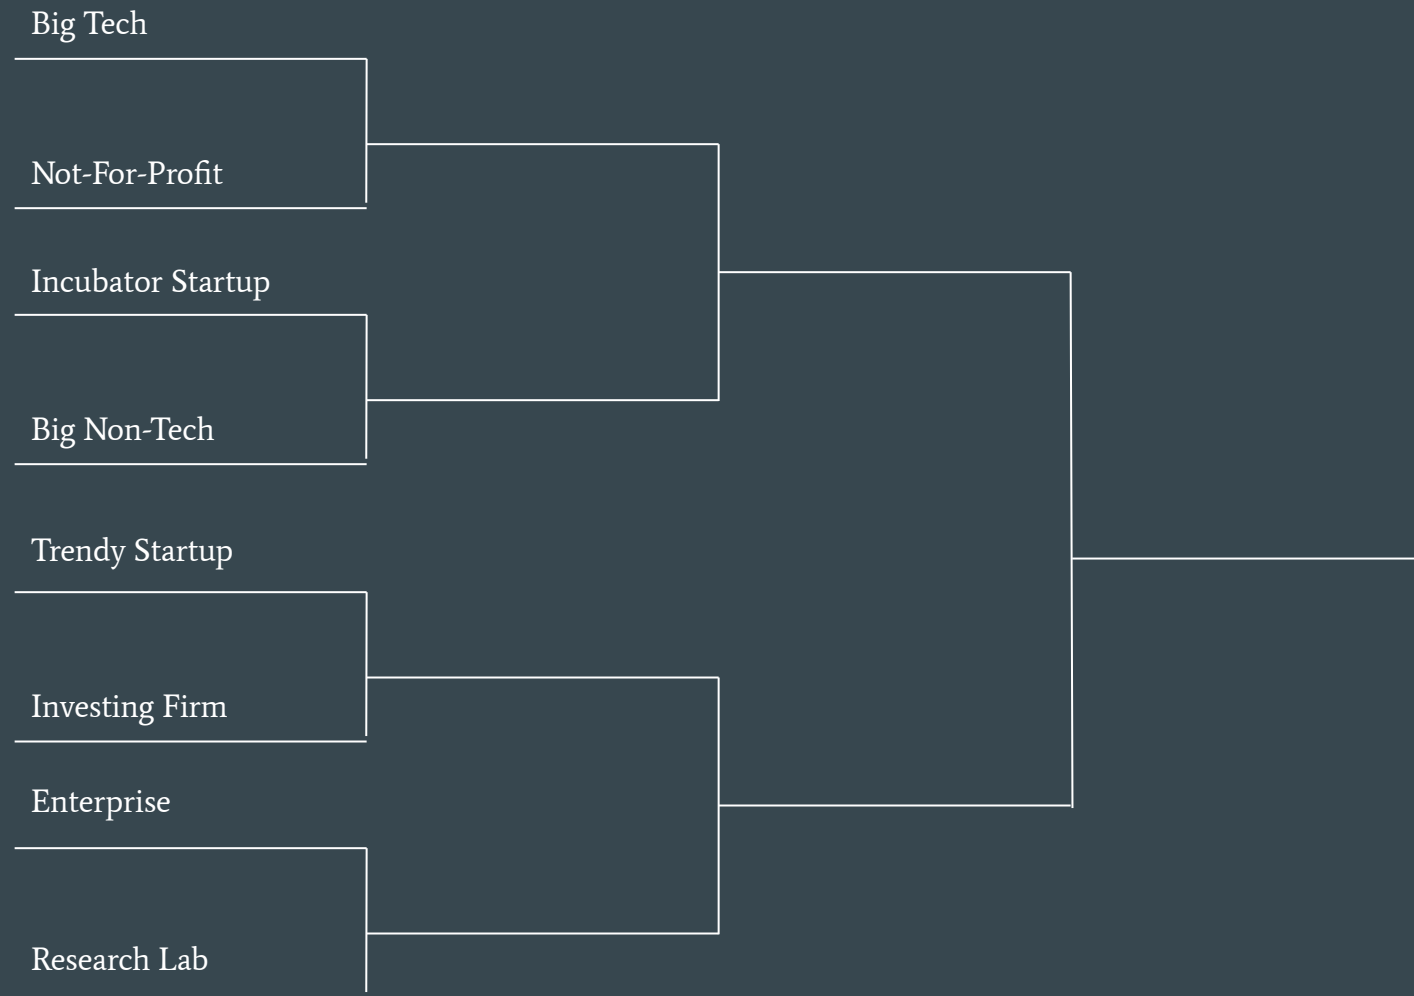 Big Tech
Not-For-Profit
Incubator Startup
Big Non-Tech
Trendy Startup
Investing Firm
Enterprise
Research Lab